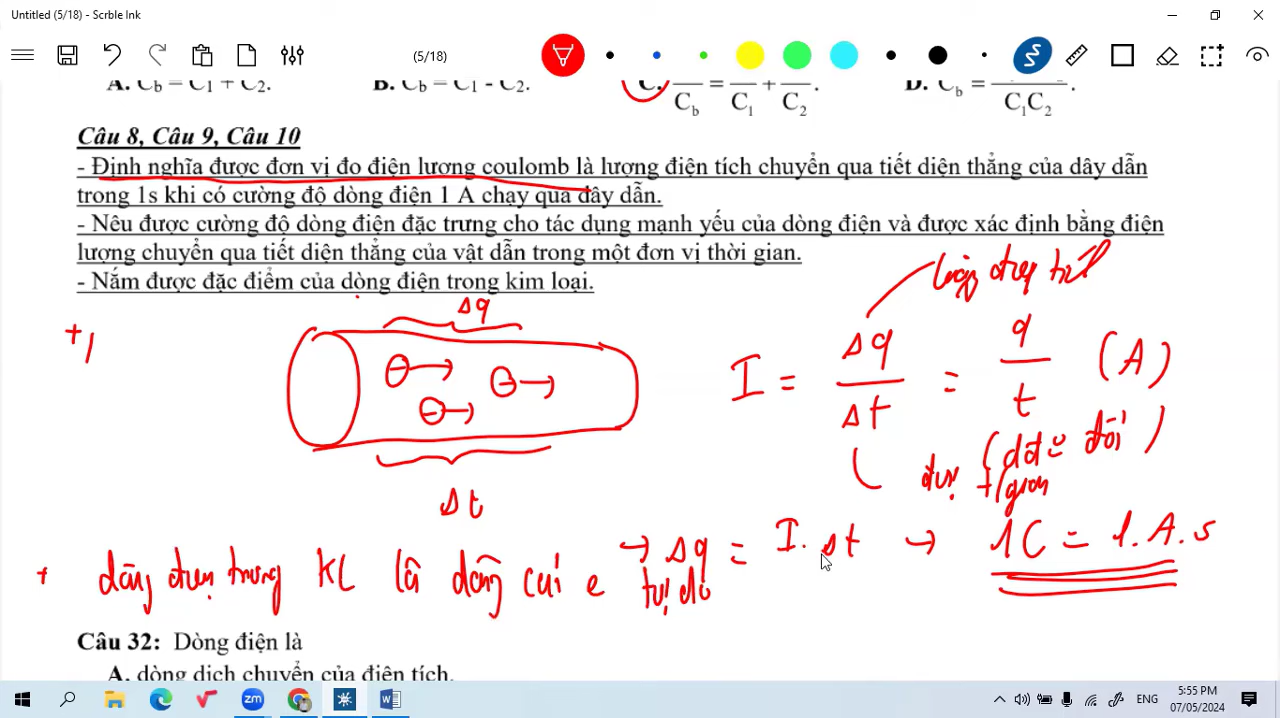 Untitled (5/18) - Scrble Ink
(5/18)
A. Cb = C1 + C2. B. Cb = C1 - C2. C. /Cb = /C1 + /C2. D. Cb = /C1C2.
Câu 8, Câu 9, Câu 10
- Định nghĩa được đơn vị đo điện lượng coulomb là lượng điện tích chuyển qua tiết diện thẳng của dây dẫn
trong 1s khi có cường độ dòng điện 1 A chạy qua dây dẫn.
- Nêu được cường độ dòng điện đặc trưng cho tác dụng mạnh yếu của dòng điện và được xác định bằng điện
lượng chuyển qua tiết diện thẳng của vật dẫn trong một đơn vị thời gian.
- Nắm được đặc điểm của dòng điện trong kim loại.
+/
Δq
I = Δq/Δt = q/t (A)
Δt
→ Δq = I. Δt → 1C = 1.A.s
+ dòng điện trong KL là dòng của e tự do
Câu 32: Dòng điện là
A. dòng dịch chuyển của điện tích.
zm
ENG
5:55 PM
07/05/2024